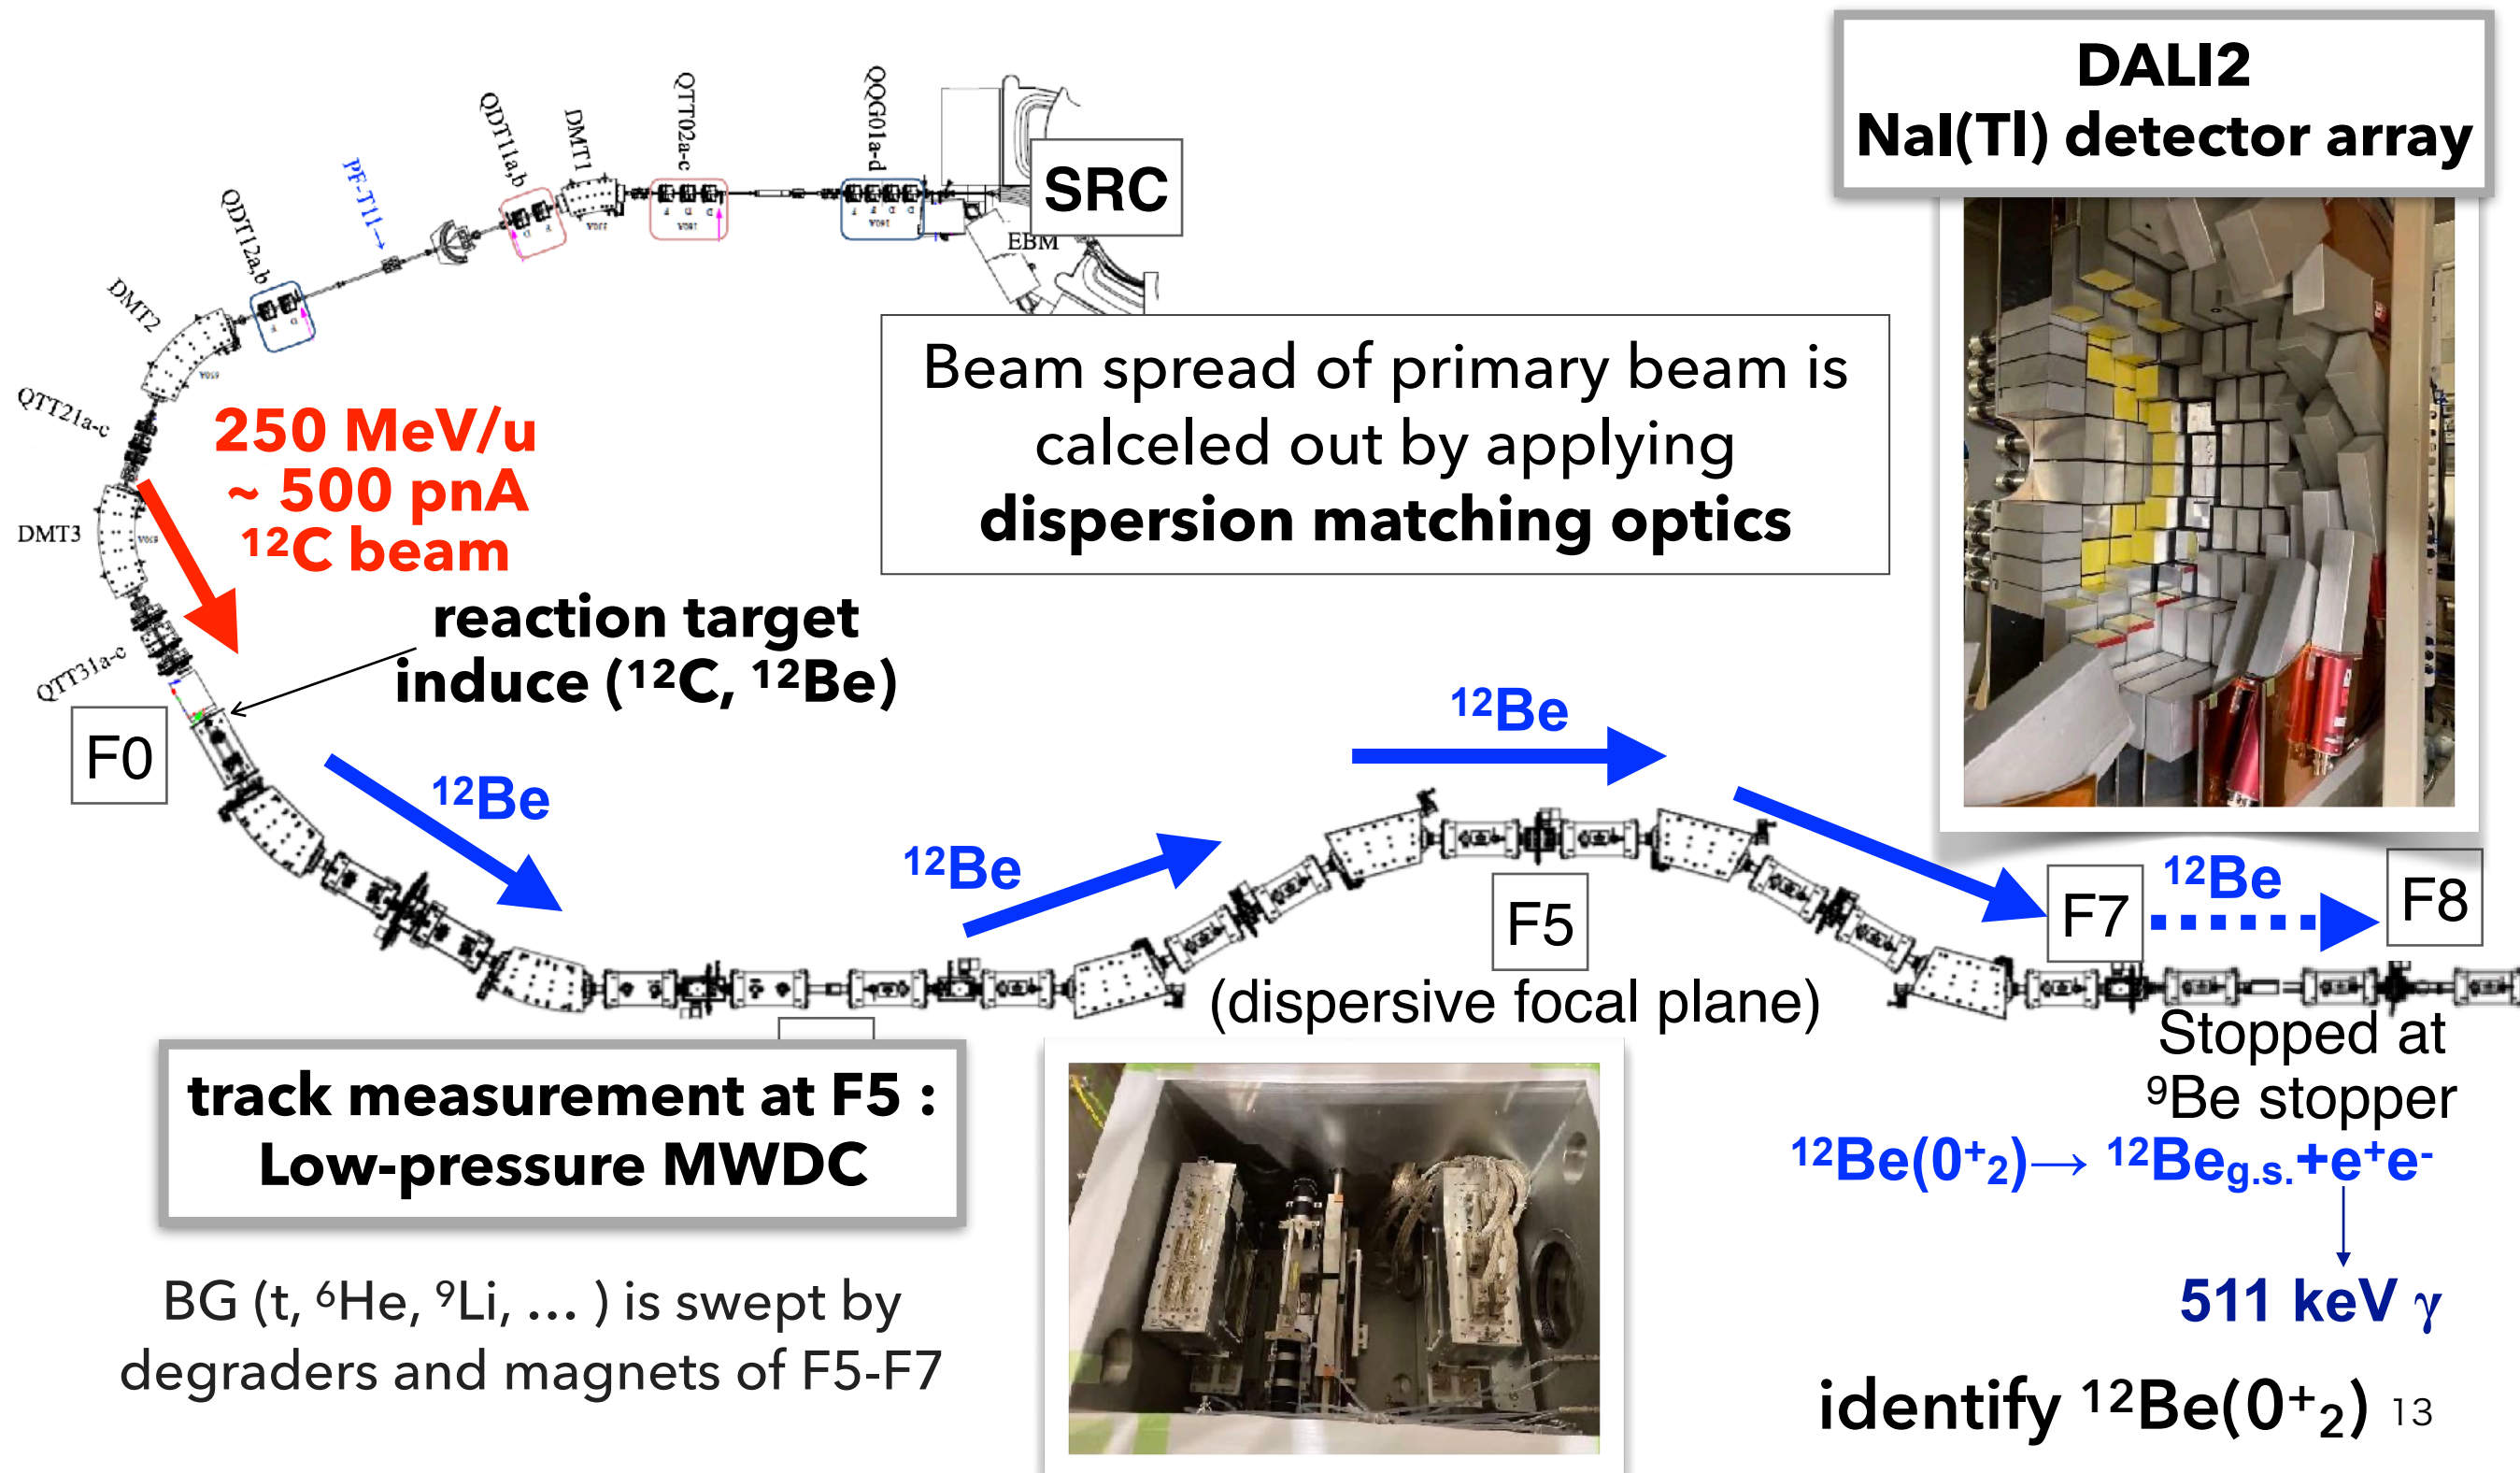 QQG01a-d
QTT02a-c
DMT1
QDT11a,b
PF-T11→
QDT12a,b
DMT2
QTT21a-c
DMT3
QTT31a-c
SRC
EBM
DALI2
NaI(Tl) detector array
Beam spread of primary beam is
calceled out by applying
dispersion matching optics
250 MeV/u
~ 500 pnA
¹²C beam
reaction target
induce (¹²C, ¹²Be)
F0
¹²Be
¹²Be
¹²Be
F5
(dispersive focal plane)
F7
¹²Be
F8
Stopped at
⁹Be stopper
¹²Be(0⁺₂)→ ¹²Be_g.s.+e⁺e⁻
511 keV γ
identify ¹²Be(0⁺₂)
13
track measurement at F5 :
Low-pressure MWDC
BG (t, ⁶He, ⁹Li, ... ) is swept by
degraders and magnets of F5-F7